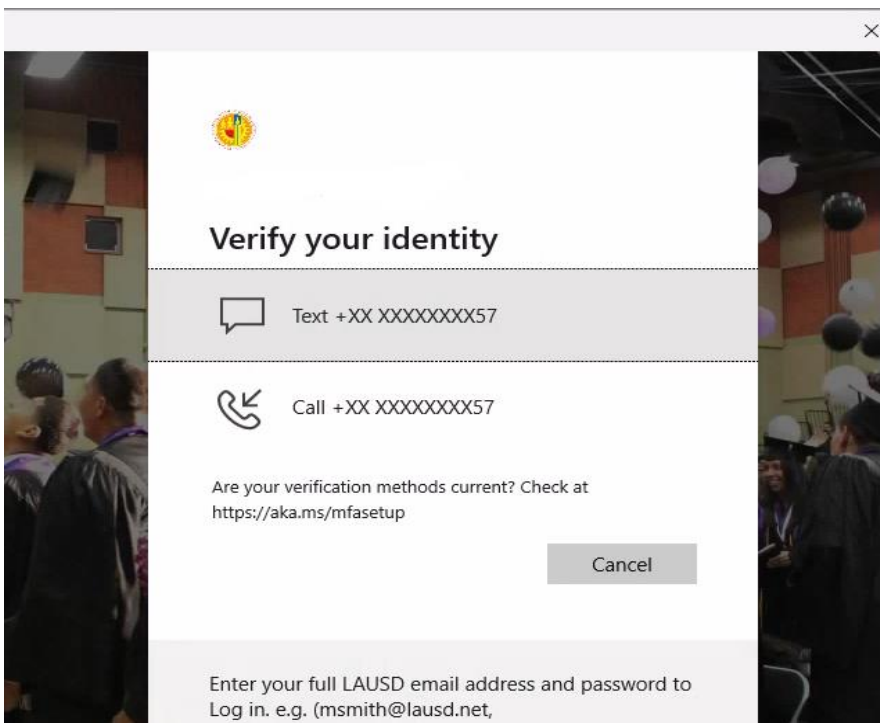 Verify your identity
Text +XX XXXXXXXX57
Call +XX XXXXXXXX57
Are your verification methods current? Check at
https://aka.ms/mfasetup
Cancel
Enter your full LAUSD email address and password to
Log in. e.g. (msmith@lausd.net,